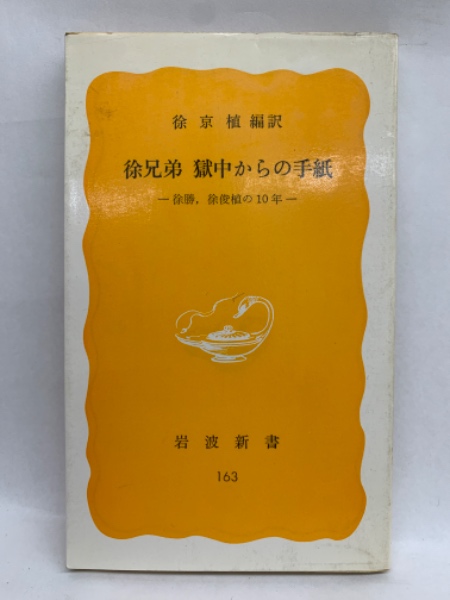 徐京植編訳
徐兄弟 獄中からの手紙
―徐勝，徐俊植の10年―
岩波新書
163